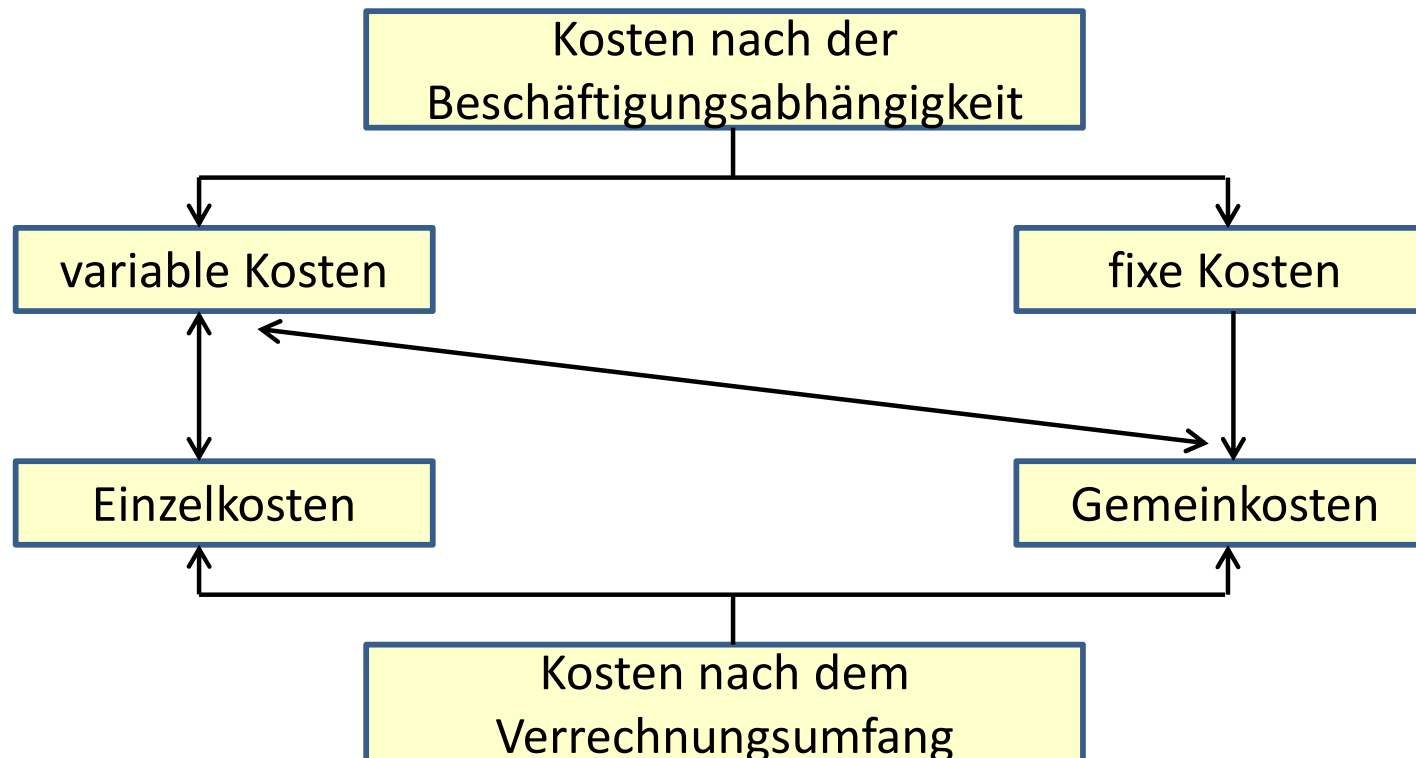 Kosten nach der
Beschäftigungsabhängigkeit
variable Kosten
fixe Kosten
Einzelkosten
Gemeinkosten
Kosten nach dem
Verrechnungsumfang